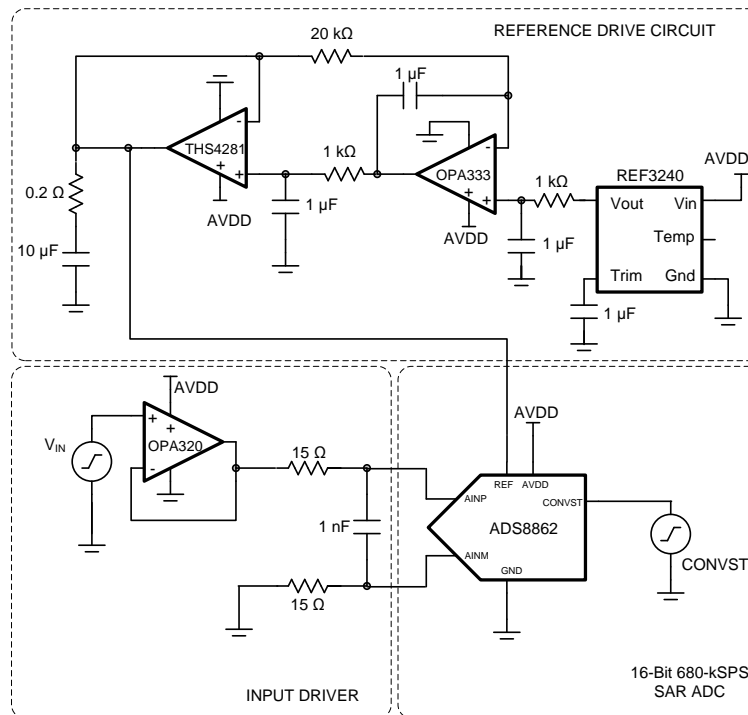 REFERENCE DRIVE CIRCUIT
20 kΩ
1 µF
-
THS4281
+
+
AVDD
1 kΩ
1 µF
-
OPA333
+
+
AVDD
1 kΩ
1 µF
REF3240
AVDD
Vout
Vin
Temp
Trim
Gnd
1 µF
0.2 Ω
10 µF
AVDD
VIN
+
+
OPA320
-
15 Ω
1 nF
15 Ω
INPUT DRIVER
AVDD
REF
AVDD
AINP
CONVST
ADS8862
AINM
GND
CONVST
16-Bit 680-kSPS
SAR ADC